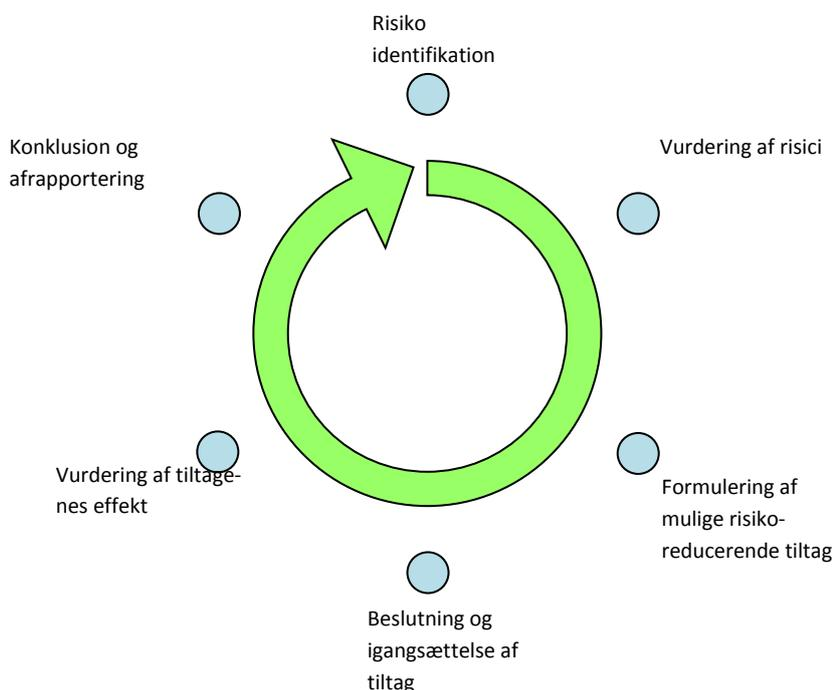 Risiko
identifikation
Vurdering af risici
Formulering af
mulige risiko-
reducerende tiltag
Beslutning og
igangsættelse af
tiltag
Vurdering af tiltage-
nes effekt
Konklusion og
afrapportering